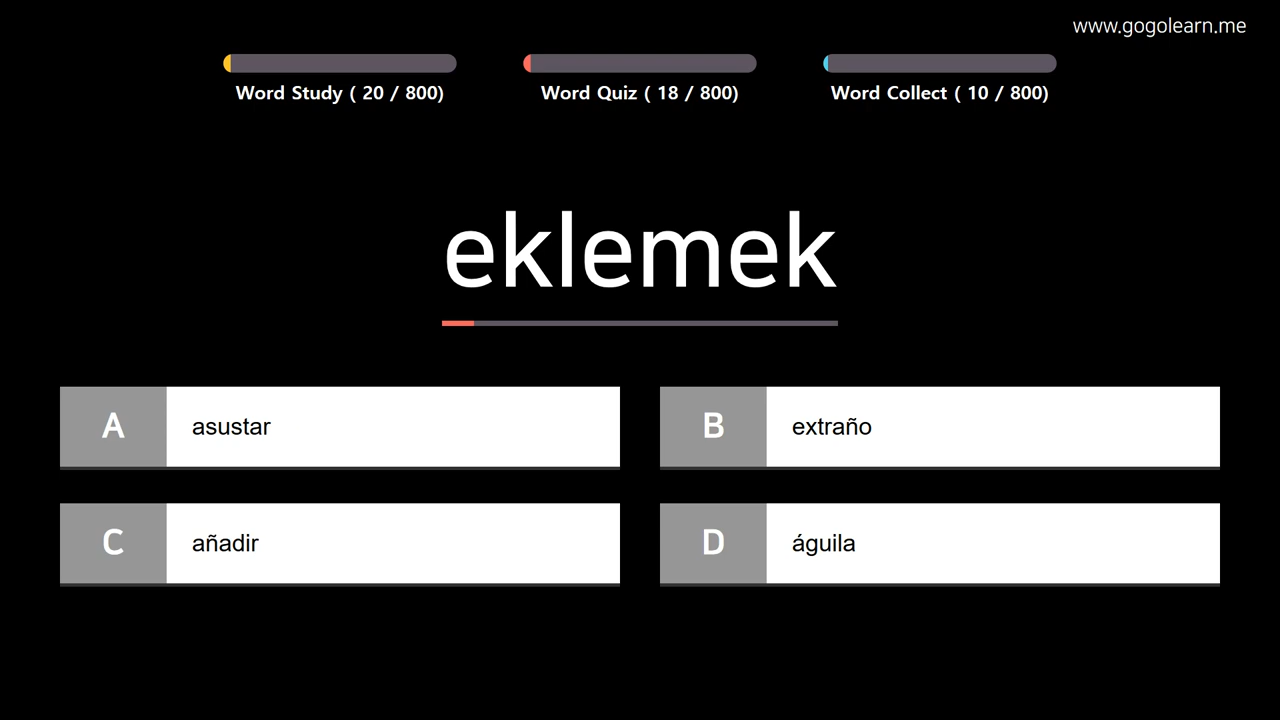 www.gogolearn.me
Word Study ( 20 / 800)
Word Quiz ( 18 / 800)
Word Collect ( 10 / 800)
eklemek
A asustar
B extraño
C añadir
D águila